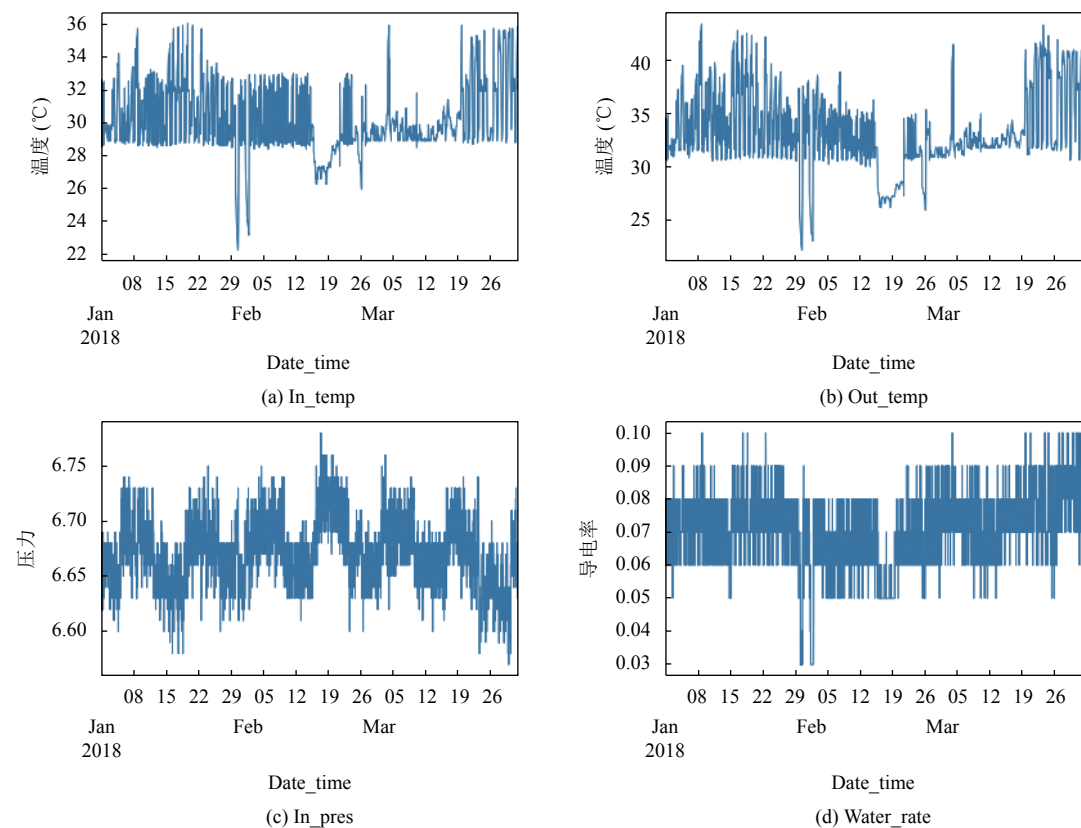 36
34
32
30
28
26
24
22
温度 (℃)
08 15 22 29 05 12 19 26 05 12 19 26
Jan Feb Mar
2018
Date_time
(a) In_temp
40
35
30
25
温度 (℃)
08 15 22 29 05 12 19 26 05 12 19 26
Jan Feb Mar
2018
Date_time
(b) Out_temp
6.75
6.70
6.65
6.60
压力
08 15 22 29 05 12 19 26 05 12 19 26
Jan Feb Mar
2018
Date_time
(c) In_pres
0.10
0.09
0.08
0.07
0.06
0.05
0.04
0.03
导电率
08 15 22 29 05 12 19 26 05 12 19 26
Jan Feb Mar
2018
Date_time
(d) Water_rate